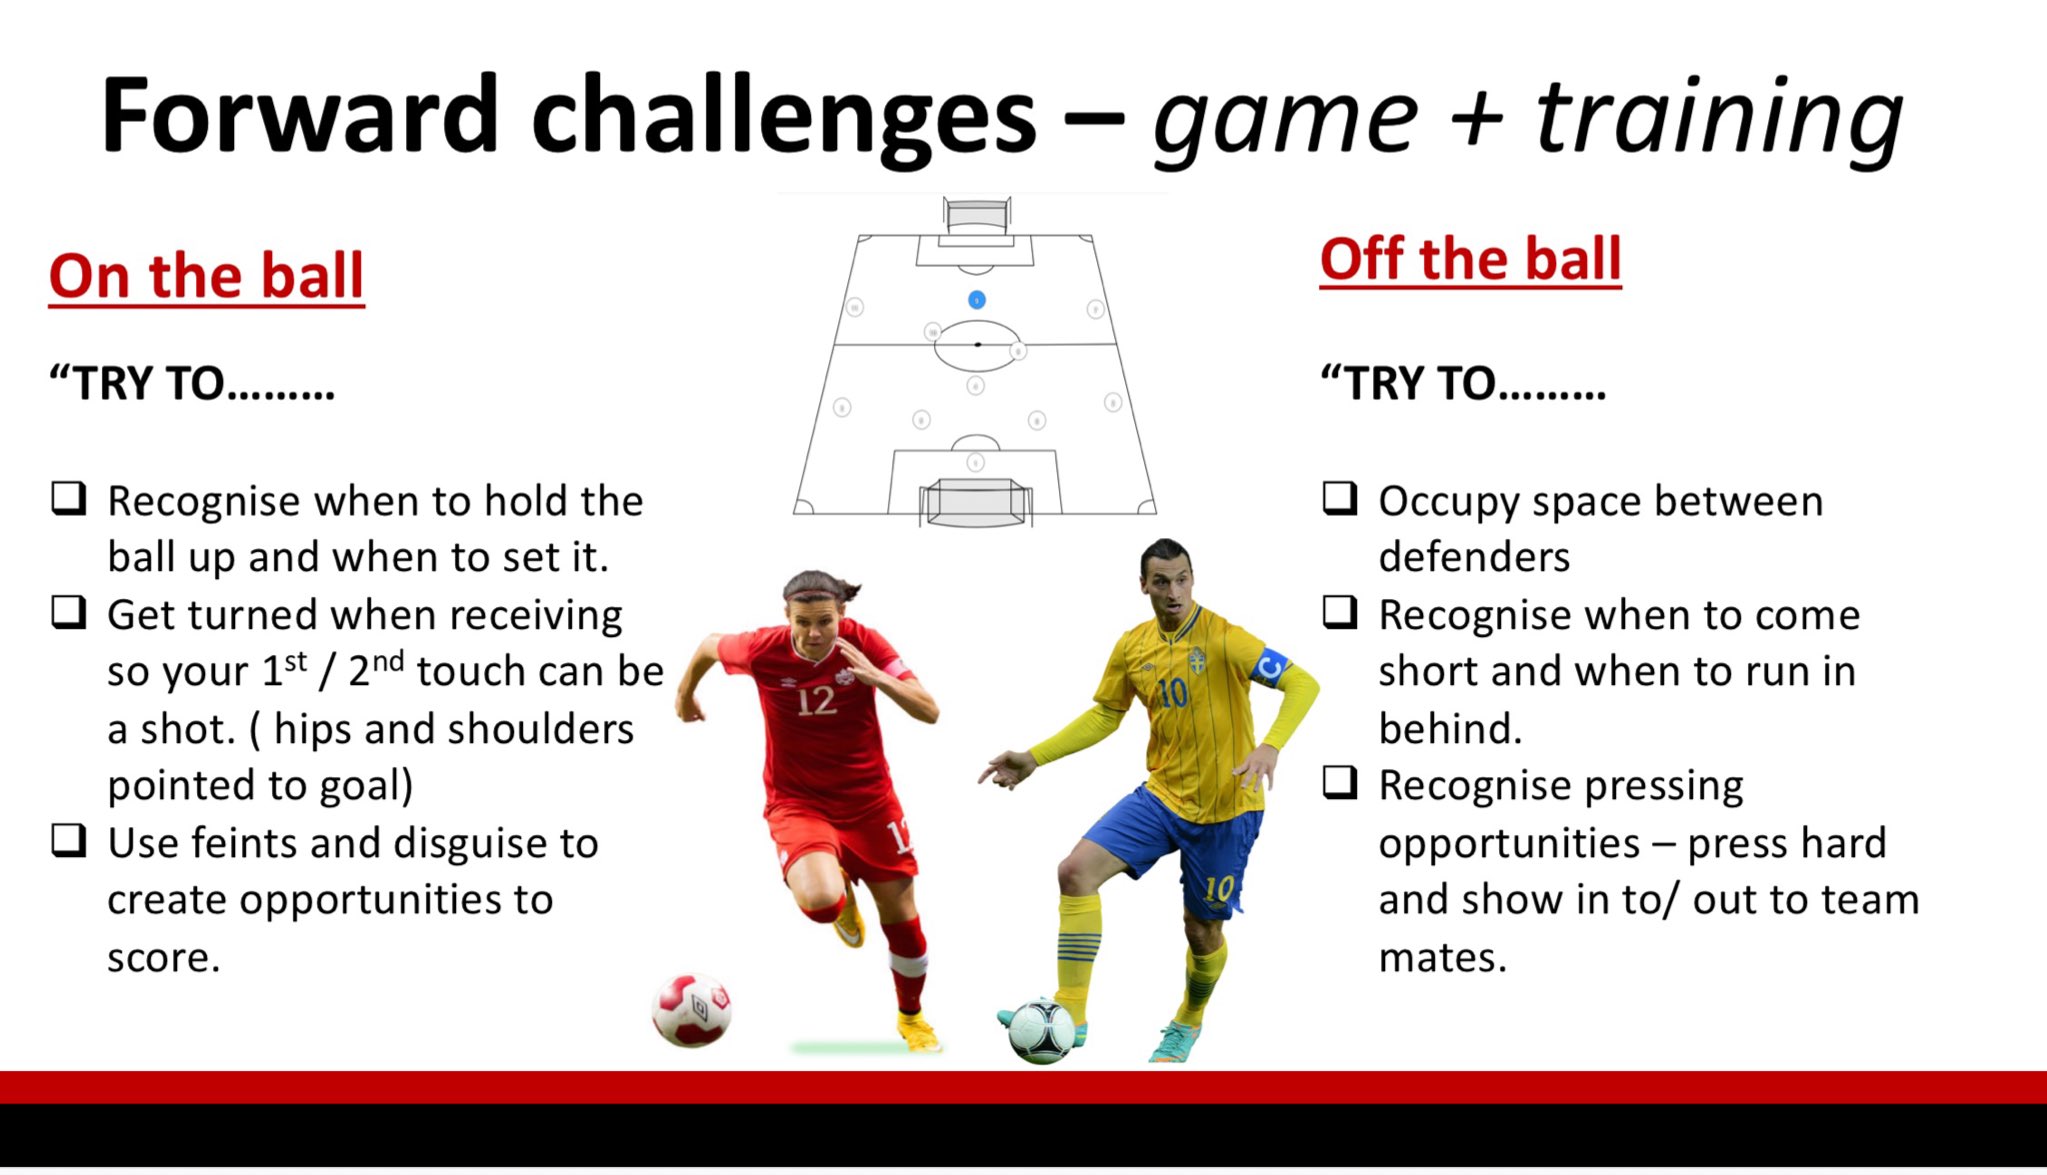 Forward challenges – game + training
On the ball
“TRY TO………
❑ Recognise when to hold the
ball up and when to set it.
❑ Get turned when receiving
so your 1st / 2nd touch can be
a shot. ( hips and shoulders
pointed to goal)
❑ Use feints and disguise to
create opportunities to
score.
12
12
10
C
10
Off the ball
“TRY TO………
❑ Occupy space between
defenders
❑ Recognise when to come
short and when to run in
behind.
❑ Recognise pressing
opportunities – press hard
and show in to/ out to team
mates.